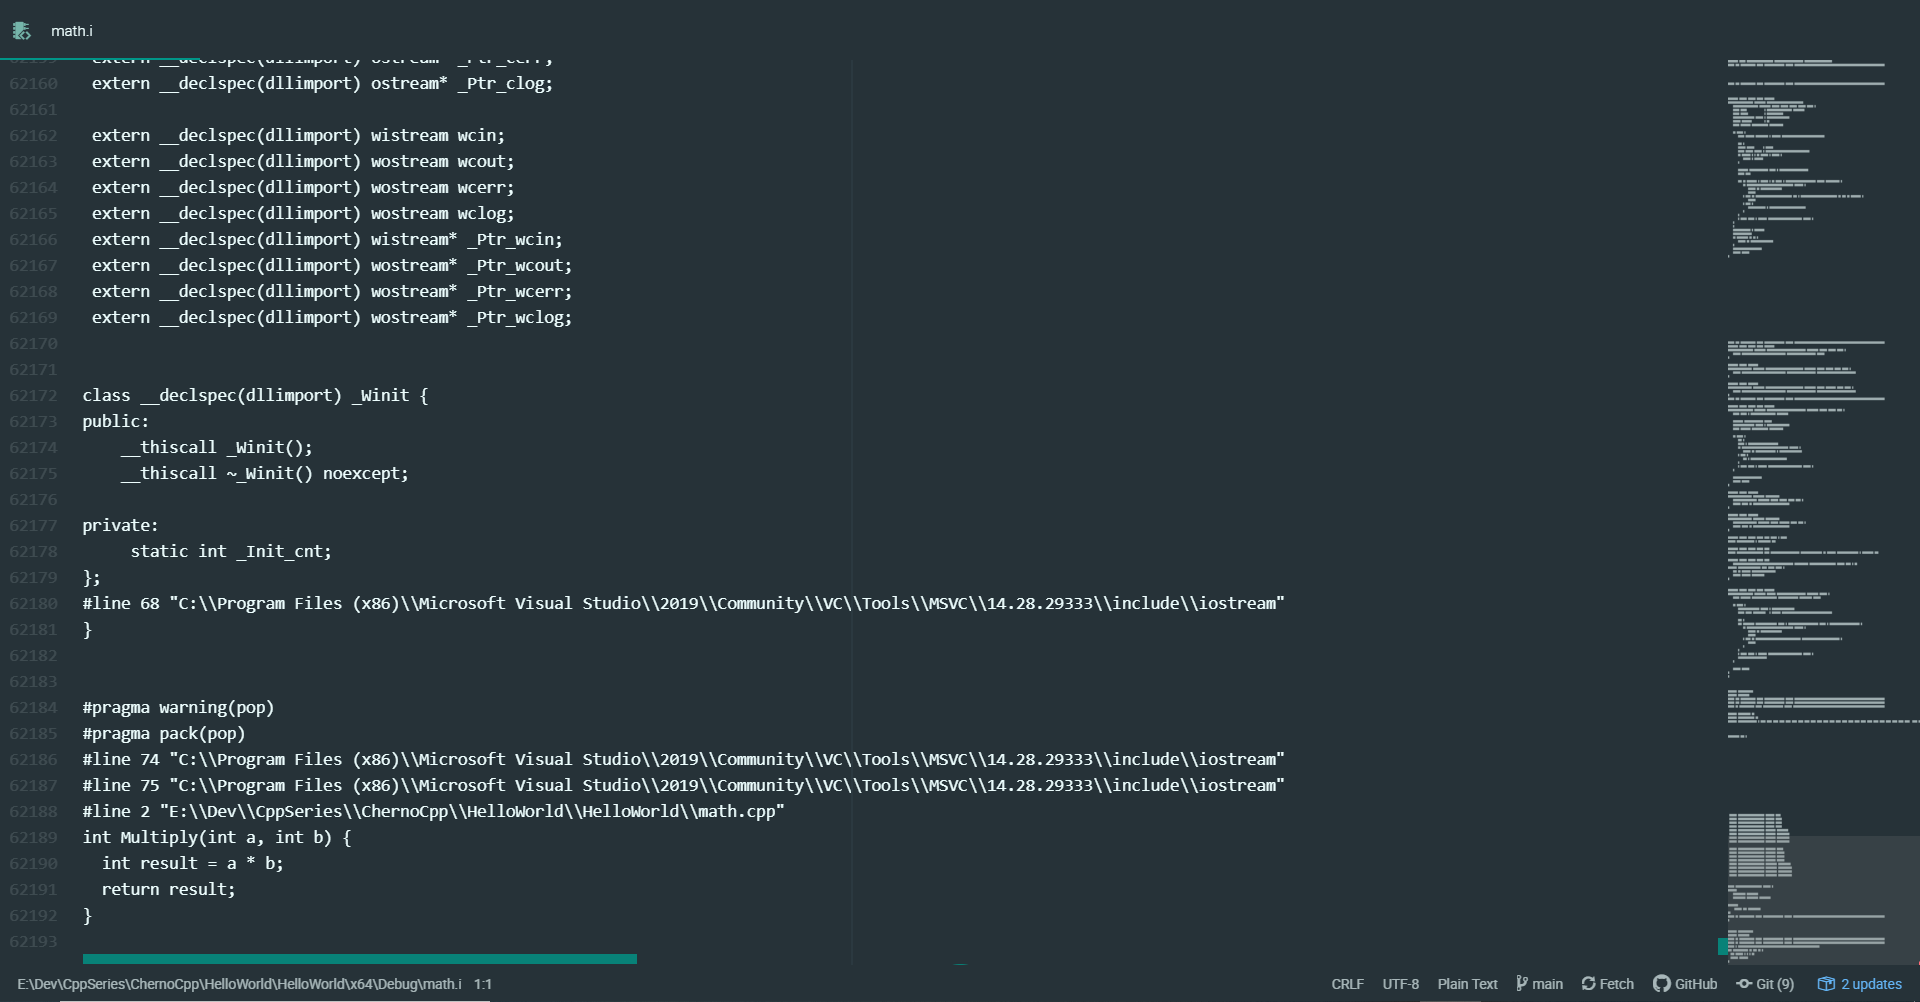 math.i
62159 extern __declspec(dllimport) ostream* _Ptr_cerr;
62160 extern __declspec(dllimport) ostream* _Ptr_clog;
62161
62162 extern __declspec(dllimport) wistream wcin;
62163 extern __declspec(dllimport) wostream wcout;
62164 extern __declspec(dllimport) wostream wcerr;
62165 extern __declspec(dllimport) wostream wclog;
62166 extern __declspec(dllimport) wistream* _Ptr_wcin;
62167 extern __declspec(dllimport) wostream* _Ptr_wcout;
62168 extern __declspec(dllimport) wostream* _Ptr_wcerr;
62169 extern __declspec(dllimport) wostream* _Ptr_wclog;
62170
62171
62172 class __declspec(dllimport) _Winit {
62173 public:
62174     __thiscall _Winit();
62175     __thiscall ~_Winit() noexcept;
62176
62177 private:
62178      static int _Init_cnt;
62179 };
62180 #line 68 "C:\\Program Files (x86)\\Microsoft Visual Studio\\2019\\Community\\VC\\Tools\\MSVC\\14.28.29333\\include\\iostream"
62181 }
62182
62183
62184 #pragma warning(pop)
62185 #pragma pack(pop)
62186 #line 74 "C:\\Program Files (x86)\\Microsoft Visual Studio\\2019\\Community\\VC\\Tools\\MSVC\\14.28.29333\\include\\iostream"
62187 #line 75 "C:\\Program Files (x86)\\Microsoft Visual Studio\\2019\\Community\\VC\\Tools\\MSVC\\14.28.29333\\include\\iostream"
62188 #line 2 "E:\\Dev\\CppSeries\\ChernoCpp\\HelloWorld\\HelloWorld\\math.cpp"
62189 int Multiply(int a, int b) {
62190   int result = a * b;
62191   return result;
62192 }
62193
E:\Dev\CppSeries\ChernoCpp\HelloWorld\HelloWorld\x64\Debug\math.i 1:1 CRLF UTF-8 Plain Text main Fetch GitHub Git (9) 2 updates